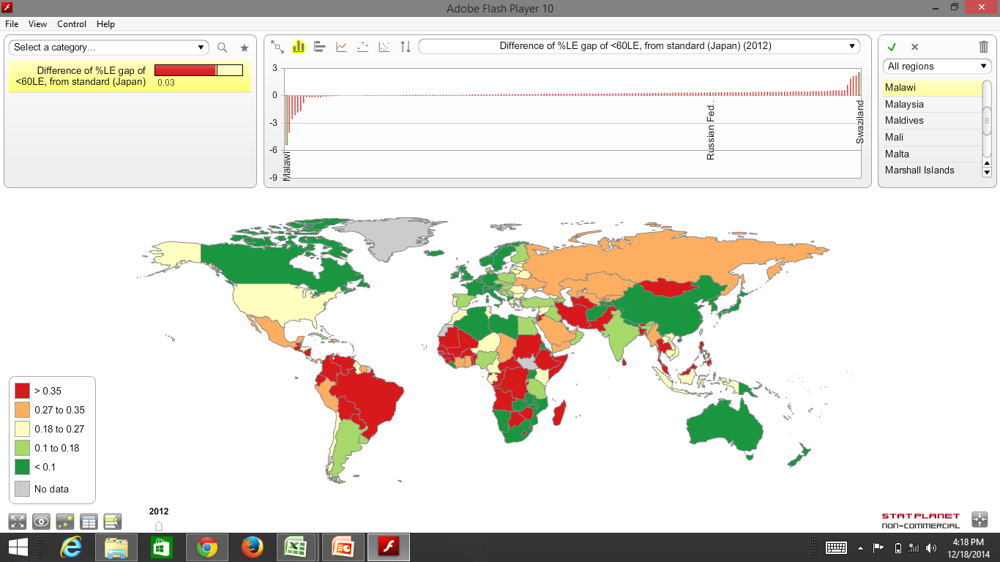 Adobe Flash Player 10
File View Control Help
Select a category...
Difference of %LE gap of
<60LE, from standard (Japan)
0.03
Difference of %LE gap of <60LE, from standard (Japan) (2012)
3
0
-3
-6
-9
Malawi
Russian Fed..
Swaziland
All regions
Malawi
Malaysia
Maldives
Mali
Malta
Marshall Islands
> 0.35
0.27 to 0.35
0.18 to 0.27
0.1 to 0.18
< 0.1
No data
2012
STATPLANET
NON-COMMERCIAL
4:18 PM
12/18/2014